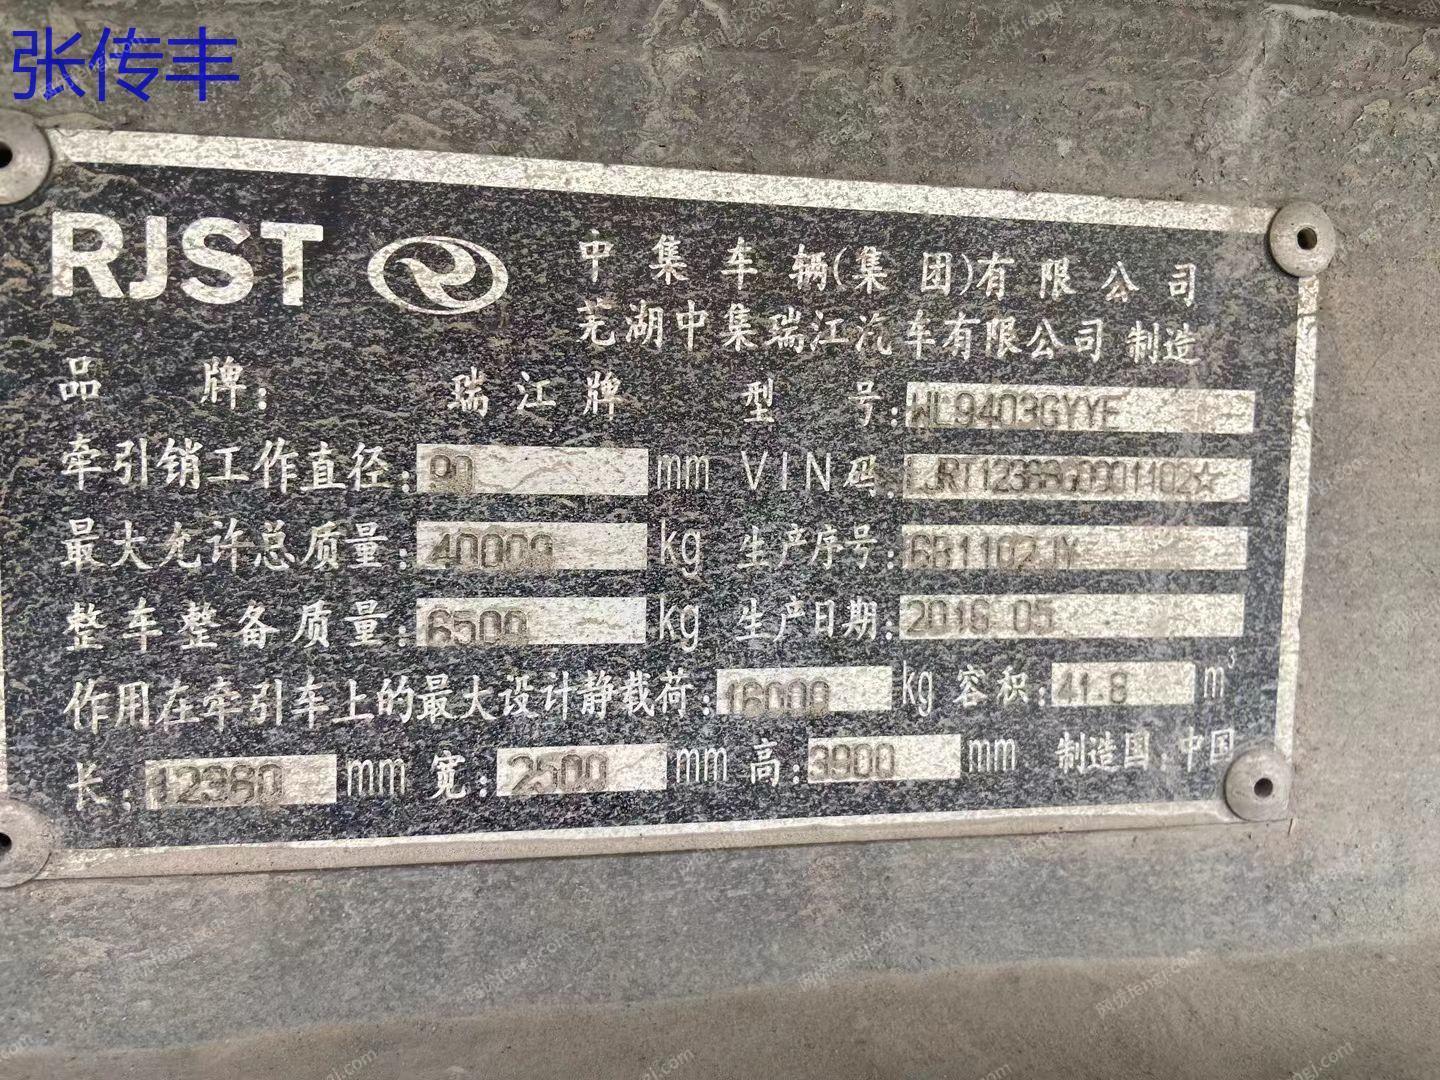 张传丰
RJST 中集车辆(集团)有限公司
芜湖中集瑞江汽车有限公司 制造
品牌: 瑞江牌 型号: WL9403GYYE
牵引销工作直径: 90 mm VIN码:
最大允许总质量: 40000 kg 生产序号: 6B1102JY
整车整备质量: 6500 kg 生产日期: 2016 05
作用在牵引车上的最大设计静载荷: 16000 kg 容积: 41.8 m³
长: 12380 mm 宽: 2500 mm 高: 3900 mm 制造国: 中国